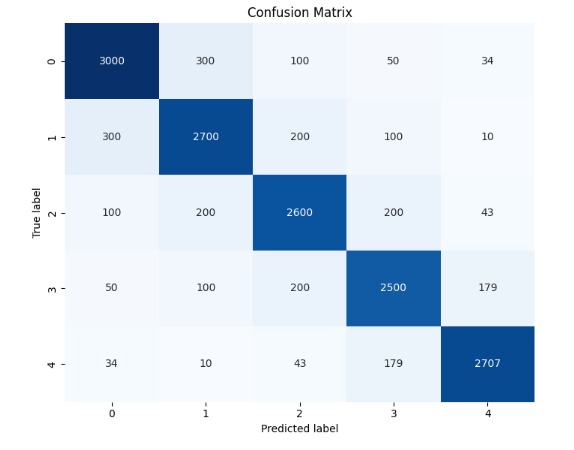 Confusion Matrix
0 3000 300 100 50 34
1 300 2700 200 100 10
2 100 200 2600 200 43
3 50 100 200 2500 179
4 34 10 43 179 2707
True label
0 1 2 3 4
Predicted label